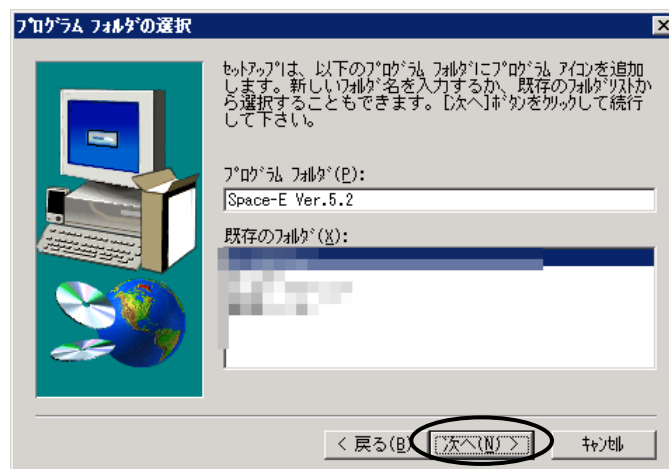 プログラム フォルダの選択
セットアップは、以下のプログラム フォルダにプログラム アイコンを追加
します。新しいフォルダ名を入力するか、既存のフォルダリストか
ら選択することもできます。[次へ]ボタンをクリックして続行
して下さい。
プログラム フォルダ(P):
Space-E Ver.5.2
既存のフォルダ(X):
< 戻る(B) 次へ(N) > キャンセル